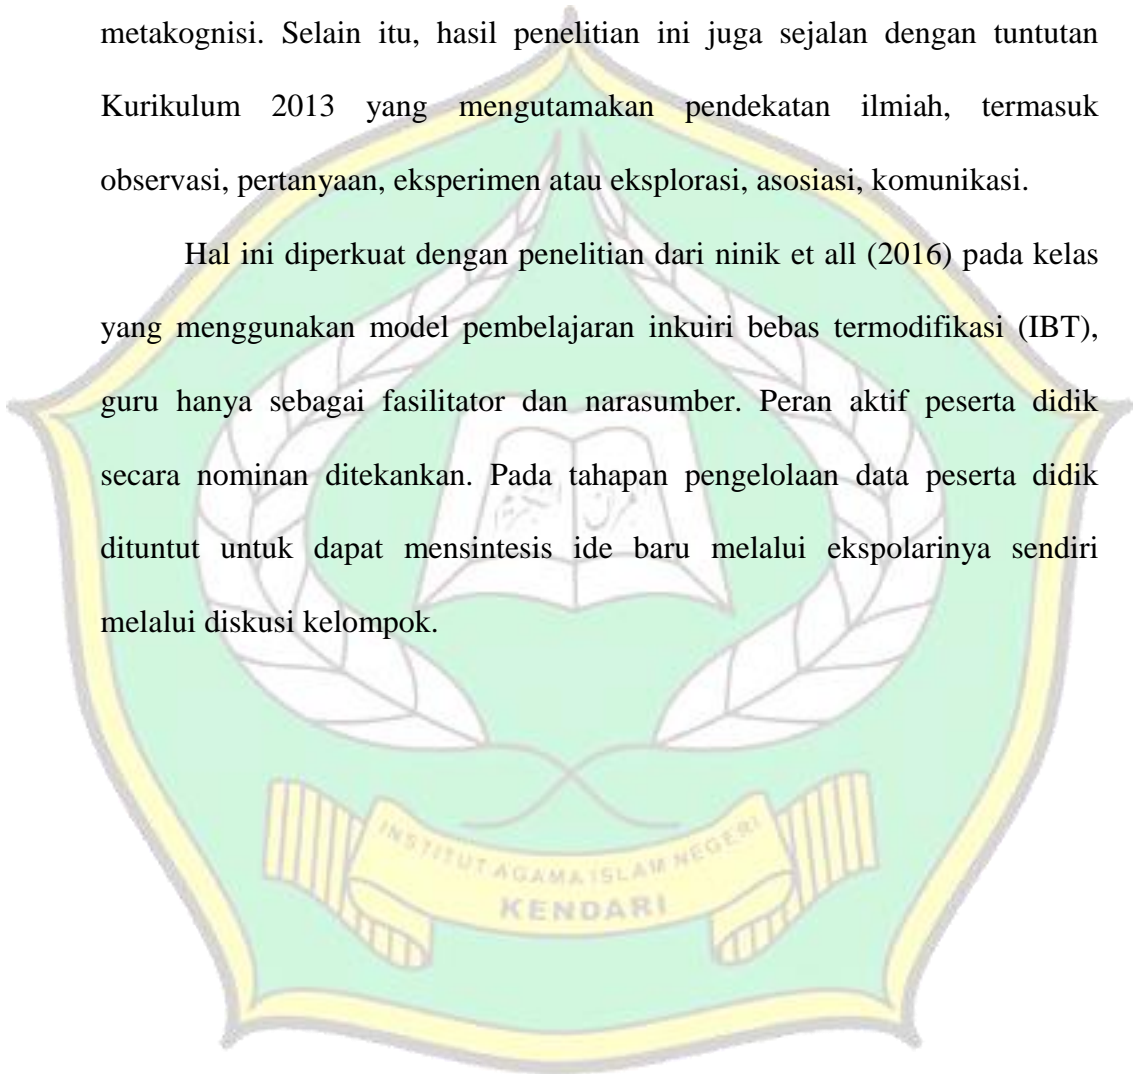 metakognisi. Selain itu, hasil penelitian ini juga sejalan dengan tuntutan
Kurikulum 2013 yang mengutamakan pendekatan ilmiah, termasuk
observasi, pertanyaan, eksperimen atau eksplorasi, asosiasi, komunikasi.
Hal ini diperkuat dengan penelitian dari ninik et all (2016) pada kelas
yang menggunakan model pembelajaran inkuiri bebas termodifikasi (IBT),
guru hanya sebagai fasilitator dan narasumber. Peran aktif peserta didik
secara nominan ditekankan. Pada tahapan pengelolaan data peserta didik
dituntut untuk dapat mensintesis ide baru melalui ekspolarinya sendiri
melalui diskusi kelompok.
INSTITUT AGAMA ISLAM NEGERI
KENDARI